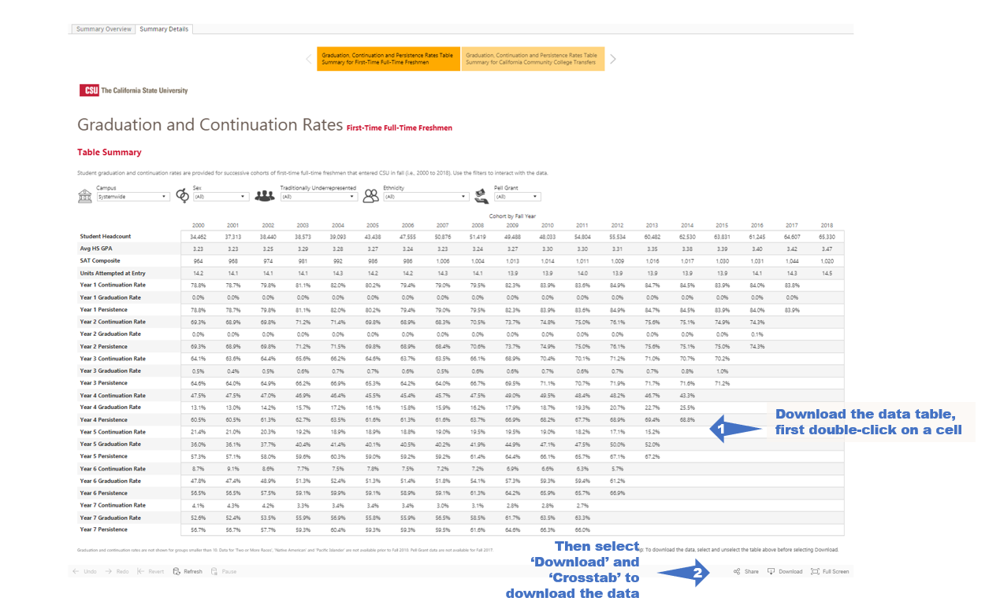 Summary Overview Summary Details
Graduation, Continuation and Persistence Rates Table
Summary for First-Time Full-Time Freshmen
Graduation, Continuation and Persistence Rates Table
Summary for California Community College Transfers
CSU The California State University
Graduation and Continuation Rates First-Time Full-Time Freshmen
Table Summary
Student graduation and continuation rates are provided for successive cohorts of first-time full-time freshmen that entered CSU in fall (i.e., 2000 to 2018). Use the filters to interact with the data.
Campus Sex Traditionally Underrepresented Ethnicity Pell Grant
Systemwide (All) (All) (All) (All)
Cohort by Fall Year
2000 2001 2002 2003 2004 2005 2006 2007 2008 2009 2010 2011 2012 2013 2014 2015 2016 2017 2018
Student Headcount 34,462 37,313 38,440 38,573 39,093 43,438 47,555 50,876 51,419 49,488 48,033 54,804 55,534 60,482 62,530 63,831 61,245 64,607 65,330
Avg HS GPA 3.23 3.23 3.25 3.29 3.28 3.27 3.24 3.23 3.24 3.27 3.30 3.30 3.31 3.35 3.38 3.39 3.40 3.42 3.47
SAT Composite 964 968 974 981 992 986 986 1,006 1,004 1,013 1,014 1,011 1,009 1,016 1,017 1,030 1,031 1,044 1,020
Units Attempted at Entry 14.2 14.1 14.1 14.1 14.3 14.2 14.2 14.3 14.1 13.9 13.9 14.0 13.9 13.9 13.9 13.9 14.1 14.3 14.5
Year 1 Continuation Rate 78.8% 78.7% 79.8% 81.1% 82.0% 80.2% 79.4% 79.0% 79.5% 82.3% 83.9% 83.6% 84.9% 84.7% 84.5% 83.9% 84.0% 83.8%
Year 1 Graduation Rate 0.0% 0.0% 0.0% 0.0% 0.0% 0.0% 0.0% 0.0% 0.0% 0.0% 0.0% 0.0% 0.0% 0.0% 0.0% 0.0% 0.0% 0.0%
Year 1 Persistence 78.8% 78.7% 79.8% 81.1% 82.0% 80.2% 79.4% 79.0% 79.5% 82.3% 83.9% 83.6% 84.9% 84.7% 84.5% 83.9% 84.0% 83.9%
Year 2 Continuation Rate 69.3% 68.9% 69.8% 71.2% 71.4% 69.8% 68.9% 68.3% 70.5% 73.7% 74.8% 75.0% 76.1% 75.6% 75.1% 74.9% 74.3%
Year 2 Graduation Rate 0.0% 0.0% 0.0% 0.0% 0.0% 0.0% 0.0% 0.0% 0.0% 0.0% 0.0% 0.0% 0.0% 0.0% 0.0% 0.0% 0.1%
Year 2 Persistence 69.3% 68.9% 69.8% 71.2% 71.5% 69.8% 68.9% 68.4% 70.6% 73.7% 74.9% 75.0% 76.1% 75.6% 75.1% 75.0% 74.3%
Year 3 Continuation Rate 64.1% 63.6% 64.4% 65.6% 66.2% 64.6% 63.7% 63.5% 66.1% 68.9% 70.4% 70.1% 71.2% 71.0% 70.7% 70.2%
Year 3 Graduation Rate 0.5% 0.4% 0.5% 0.6% 0.7% 0.7% 0.6% 0.5% 0.6% 0.6% 0.7% 0.6% 0.7% 0.7% 0.8% 1.0%
Year 3 Persistence 64.6% 64.0% 64.9% 66.2% 66.9% 65.3% 64.2% 64.0% 66.7% 69.5% 71.1% 70.7% 71.9% 71.7% 71.6% 71.2%
Year 4 Continuation Rate 47.5% 47.5% 47.0% 46.9% 46.4% 45.5% 45.4% 45.7% 47.5% 49.0% 49.5% 48.4% 48.2% 46.7% 43.3%
Year 4 Graduation Rate 13.1% 13.0% 14.2% 15.7% 17.2% 16.1% 15.8% 15.9% 16.2% 17.9% 18.7% 19.3% 20.7% 22.7% 25.5%
Year 4 Persistence 60.5% 60.5% 61.3% 62.7% 63.5% 61.6% 61.3% 61.6% 63.7% 66.9% 68.2% 67.7% 68.9% 69.4% 68.8%
Download the data table,
first double-click on a cell
1
Year 5 Continuation Rate 21.4% 21.0% 20.3% 19.2% 18.9% 18.9% 18.8% 19.0% 19.5% 19.5% 19.0% 18.2% 17.1% 15.2%
Year 5 Graduation Rate 36.0% 36.1% 37.7% 40.4% 41.4% 40.1% 40.5% 40.2% 41.9% 44.9% 47.1% 47.5% 50.0% 52.0%
Year 5 Persistence 57.3% 57.1% 58.0% 59.6% 60.3% 59.0% 59.2% 59.2% 61.4% 64.4% 66.1% 65.7% 67.1% 67.2%
Year 6 Continuation Rate 8.7% 9.1% 8.6% 7.7% 7.5% 7.8% 7.5% 7.2% 7.2% 6.9% 6.6% 6.3% 5.7%
Year 6 Graduation Rate 47.8% 47.4% 48.9% 51.3% 52.4% 51.3% 51.4% 51.8% 54.1% 57.3% 59.3% 59.4% 61.2%
Year 6 Persistence 56.5% 56.5% 57.5% 59.1% 59.9% 59.1% 58.9% 59.1% 61.3% 64.2% 65.9% 65.7% 66.9%
Year 7 Continuation Rate 4.1% 4.3% 4.2% 3.3% 3.4% 3.4% 3.4% 3.0% 3.1% 2.8% 2.8% 2.7%
Year 7 Graduation Rate 52.6% 52.4% 53.5% 55.9% 56.9% 55.8% 55.9% 56.5% 58.5% 61.7% 63.5% 63.3%
Year 7 Persistence 56.7% 56.7% 57.7% 59.3% 60.4% 59.3% 59.3% 59.5% 61.6% 64.6% 66.3% 66.0%
Graduation and continuation rates are not shown for groups smaller than 10. Data for 'Two or More Races', 'Native American' and 'Pacific Islander' are not available prior to Fall 2010. Pell Grant data are not available for Fall 2017.
To download the data, select and unselect the table above before selecting Download.
Then select
‘Download’ and
‘Crosstab’ to
download the data
2
Undo Redo Revert Refresh Pause Share Download Full Screen